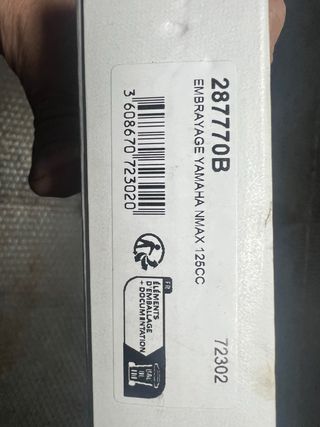 287770B
EMBRAYAGE YAMAHA NMAX 125CC
72302
3 608670 723020
FR
ÉLÉMENTS
D'EMBALLAGE
+ DOCUMENTATION